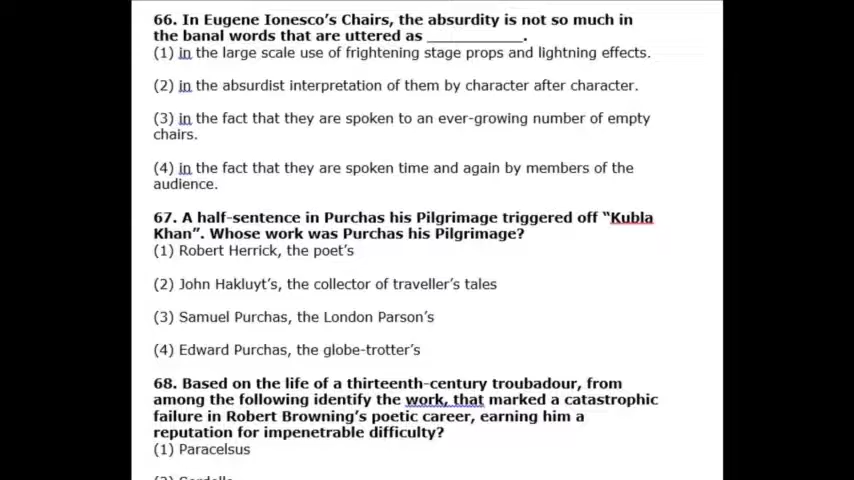 66. In Eugene Ionesco's Chairs, the absurdity is not so much in
the banal words that are uttered as ___________.
(1) in the large scale use of frightening stage props and lightning effects.
(2) in the absurdist interpretation of them by character after character.
(3) in the fact that they are spoken to an ever-growing number of empty
chairs.
(4) in the fact that they are spoken time and again by members of the
audience.
67. A half-sentence in Purchas his Pilgrimage triggered off “Kubla
Khan”. Whose work was Purchas his Pilgrimage?
(1) Robert Herrick, the poet's
(2) John Hakluyt's, the collector of traveller's tales
(3) Samuel Purchas, the London Parson's
(4) Edward Purchas, the globe-trotter's
68. Based on the life of a thirteenth-century troubadour, from
among the following identify the work, that marked a catastrophic
failure in Robert Browning's poetic career, earning him a
reputation for impenetrable difficulty?
(1) Paracelsus